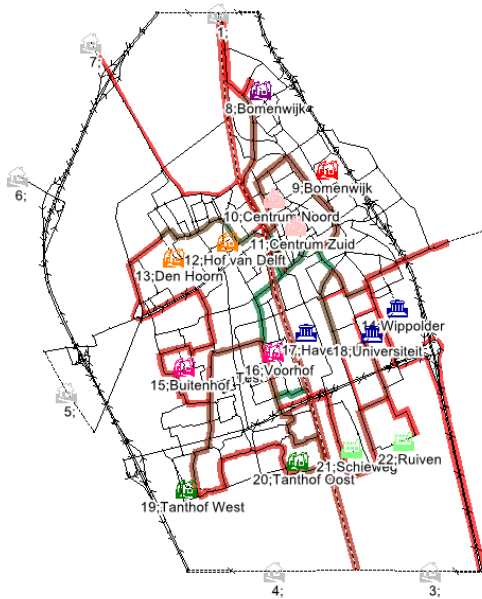 1;
7;
8;Bomenwijk
6;
9;Bomenwijk
10;Centrum Noord
11;Centrum Zuid
12;Hof van Delft
13;Den Hoorn
14;Wippolder
17;Have
18;Universiteit
16;Voorhof
15;Buitenhof
5;
22;Ruiven
21;Schieweg
20;Tanthof Oost
19;Tanthof West
4;
3;